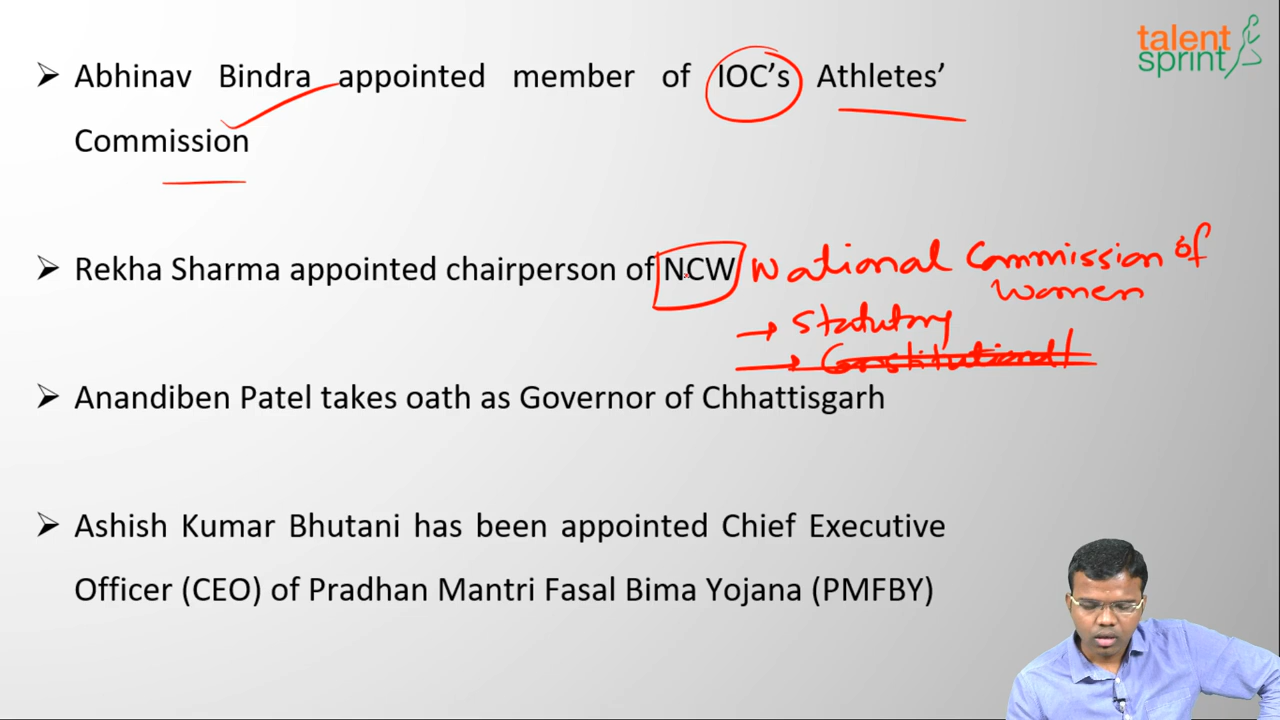 talent
sprint
➢ Abhinav Bindra appointed member of IOC's Athletes'
Commission
➢ Rekha Sharma appointed chairperson of NCW National Commission of
women
→ Statutory
→ Constitutional
➢ Anandiben Patel takes oath as Governor of Chhattisgarh
➢ Ashish Kumar Bhutani has been appointed Chief Executive
Officer (CEO) of Pradhan Mantri Fasal Bima Yojana (PMFBY)